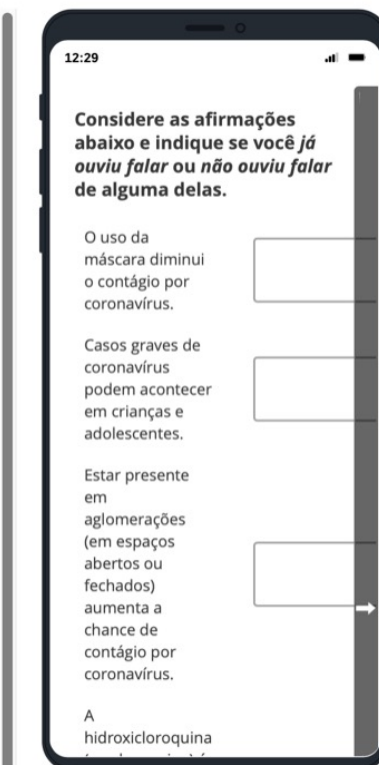 12:29
Considere as afirmações
abaixo e indique se você já
ouviu falar ou não ouviu falar
de alguma delas.
O uso da
máscara diminui
o contágio por
coronavírus.
Casos graves de
coronavírus
podem acontecer
em crianças e
adolescentes.
Estar presente
em
aglomerações
(em espaços
abertos ou
fechados)
aumenta a
chance de
contágio por
coronavírus.
A
hidroxicloroquina